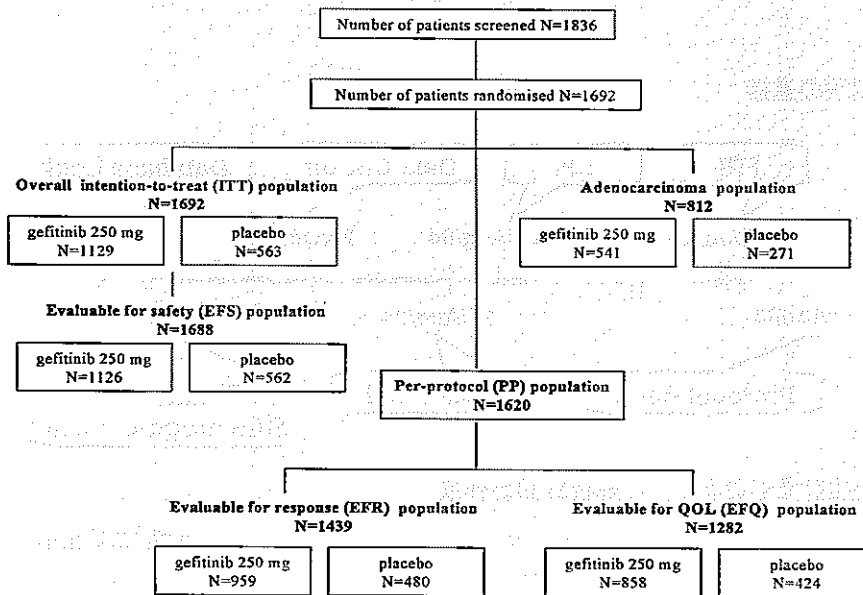 Number of patients screened N=1836
Number of patients randomised N=1692
Overall intention-to-treat (ITT) population
N=1692
gefitinib 250 mg
N=1129
placebo
N=563
Adenocarcinoma population
N=812
gefitinib 250 mg
N=541
placebo
N=271
Evaluable for safety (EFS) population
N=1688
gefitinib 250 mg
N=1126
placebo
N=562
Per-protocol (PP) population
N=1620
Evaluable for response (EFR) population
N=1439
gefitinib 250 mg
N=959
placebo
N=480
Evaluable for QOL (EFQ) population
N=1282
gefitinib 250 mg
N=858
placebo
N=424